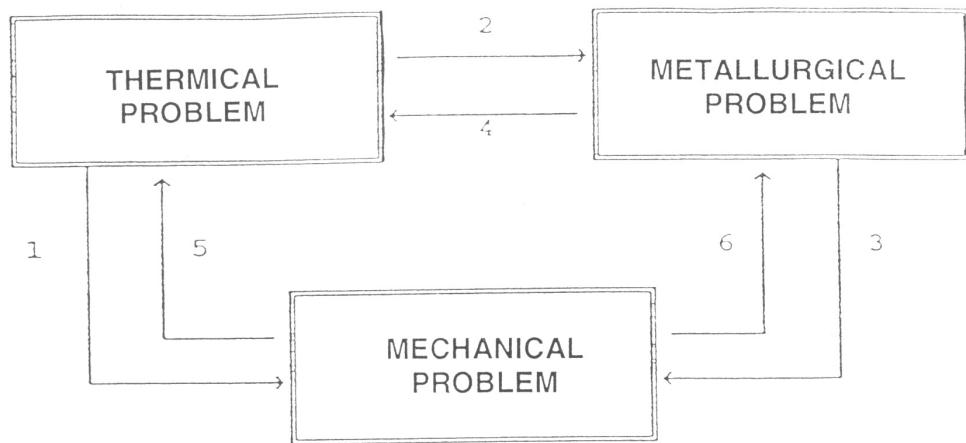 2
THERMICAL
PROBLEM
METALLURGICAL
PROBLEM
4
1
5
6
3
MECHANICAL
PROBLEM